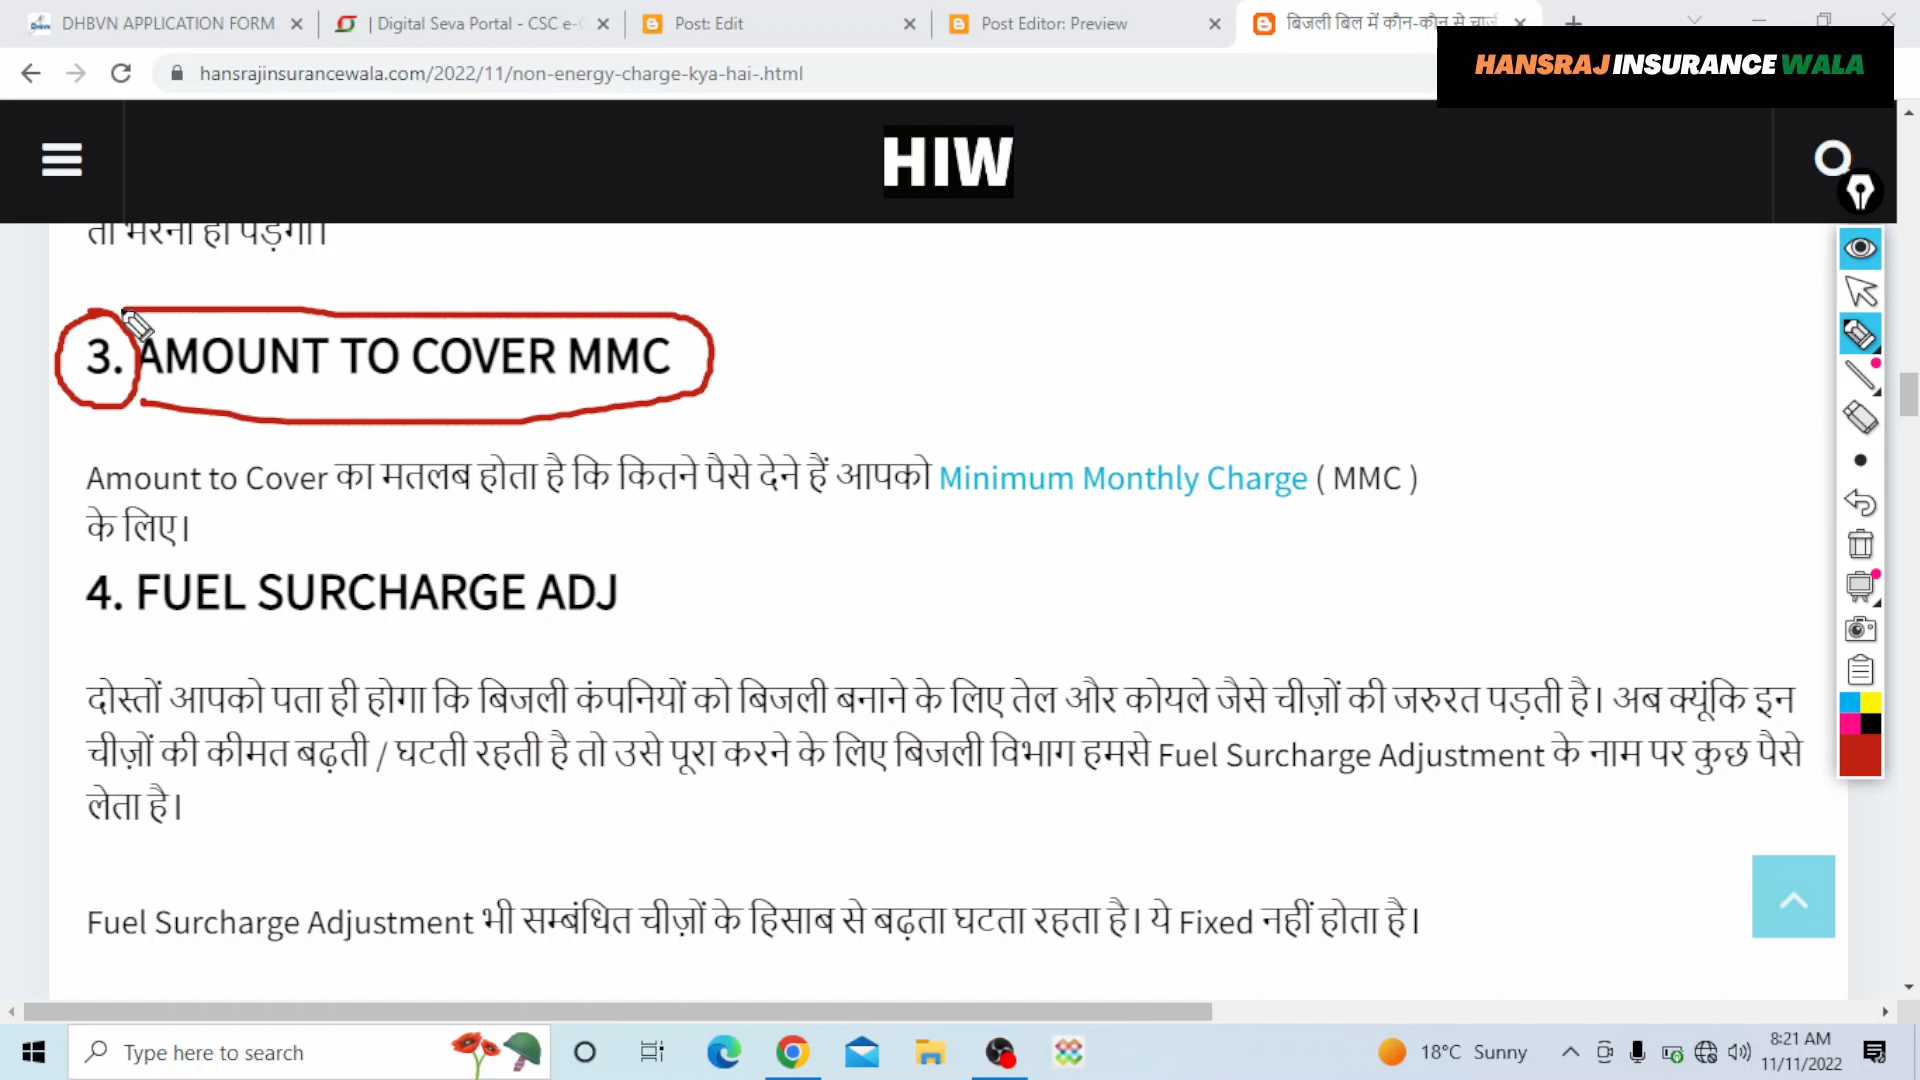 DHBVN APPLICATION FORM
| Digital Seva Portal - CSC e-
Post: Edit
Post Editor: Preview
बिजली बिल में कौन-कौन से चार्ज
hansrajinsurancewala.com/2022/11/non-energy-charge-kya-hai-.html
HANSRAJ INSURANCE WALA
HIW
तो भरना ही पड़ेगा।
3. AMOUNT TO COVER MMC
Amount to Cover का मतलब होता है कि कितने पैसे देने हैं आपको Minimum Monthly Charge ( MMC )
के लिए।
4. FUEL SURCHARGE ADJ
दोस्तों आपको पता ही होगा कि बिजली कंपनियों को बिजली बनाने के लिए तेल और कोयले जैसे चीज़ों की जरुरत पड़ती है। अब क्यूंकि इन
चीज़ों की कीमत बढ़ती / घटती रहती है तो उसे पूरा करने के लिए बिजली विभाग हमसे Fuel Surcharge Adjustment के नाम पर कुछ पैसे
लेता है।
Fuel Surcharge Adjustment भी सम्बंधित चीज़ों के हिसाब से बढ़ता घटता रहता है। ये Fixed नहीं होता है।
Type here to search
18°C Sunny
8:21 AM
11/11/2022